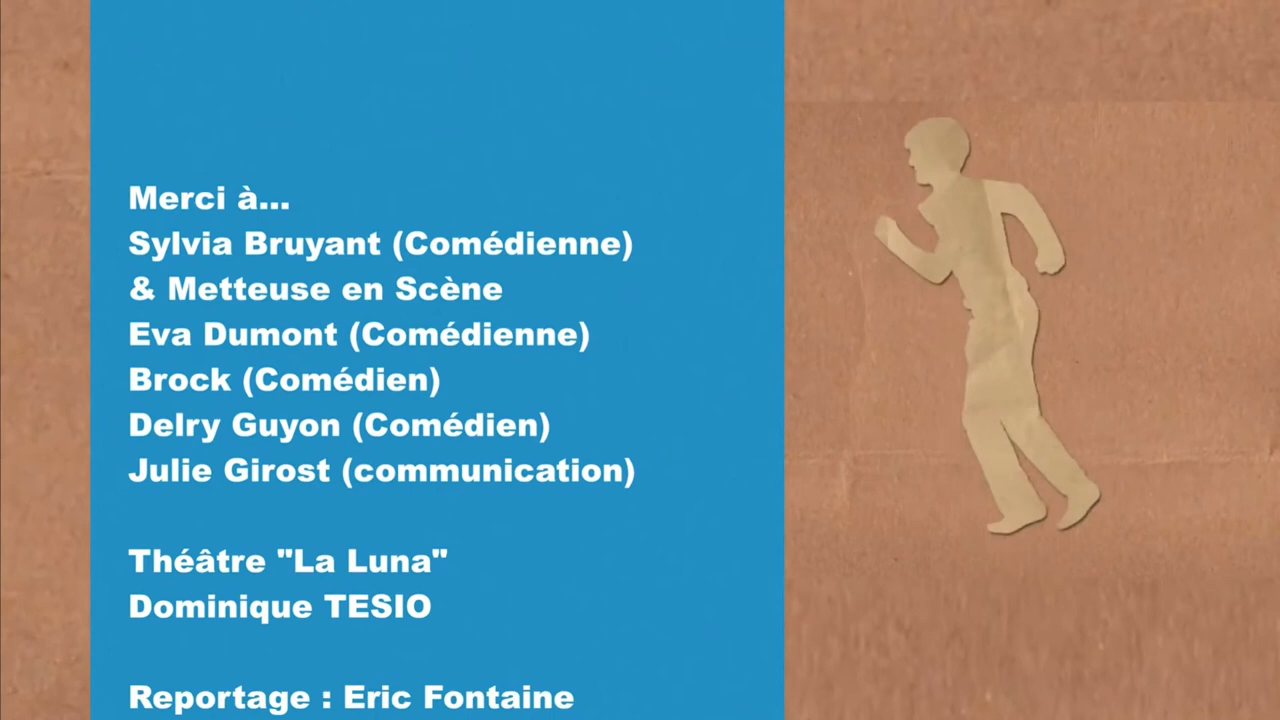 Merci à...
Sylvia Bruyant (Comédienne)
& Metteuse en Scène
Eva Dumont (Comédienne)
Brock (Comédien)
Delry Guyon (Comédien)
Julie Girost (communication)
Théâtre "La Luna"
Dominique TESIO
Reportage : Eric Fontaine